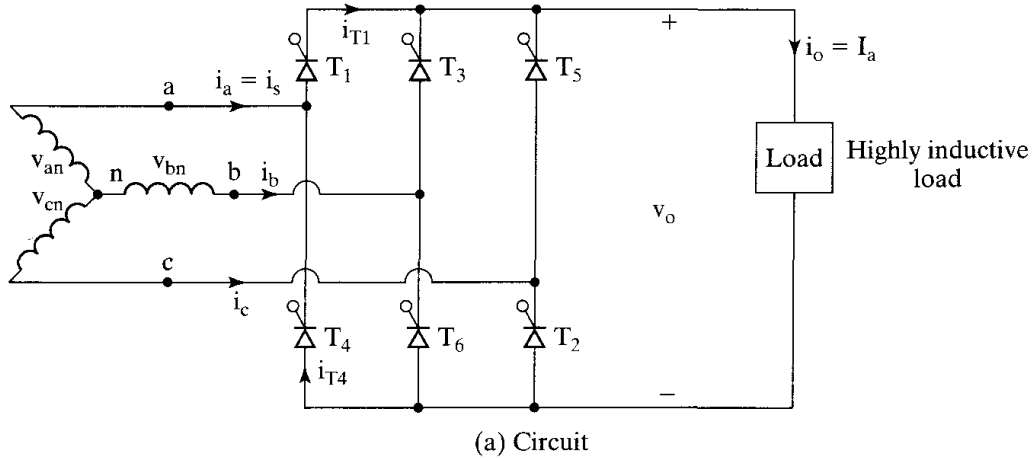 i_T1
+
T_1
T_3
T_5
i_o = I_a
a
i_a = i_s
v_an
n
v_bn
b
i_b
v_cn
Load
Highly inductive
load
v_o
c
i_c
T_4
T_6
T_2
i_T4
−
(a) Circuit